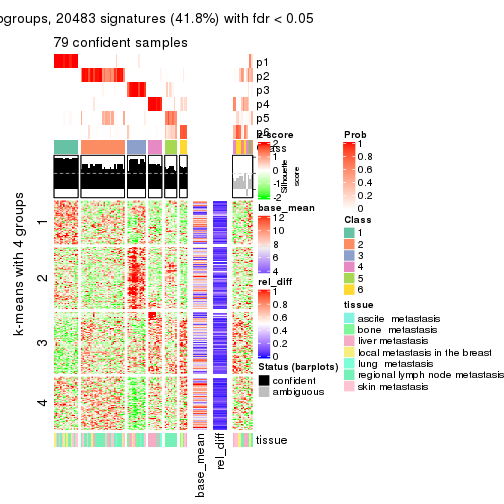 ogroups, 20483 signatures (41.8%) with fdr < 0.05
79 confident samples
p1
p2
p3
p4
p5
p6
Class
Silhouette
score
k-means with 4 groups
1
2
3
4
base_mean
rel_diff
tissue
z-score
2
1
0
-1
-2
base_mean
12
10
8
6
4
rel_diff
1
0.8
0.6
0.4
0.2
0
Status (barplots)
confident
ambiguous
Prob
1
0.8
0.6
0.4
0.2
0
Class
1
2
3
4
5
6
tissue
ascite metastasis
bone metastasis
liver metastasis
local metastasis in the breast
lung metastasis
regional lymph node metastasis
skin metastasis